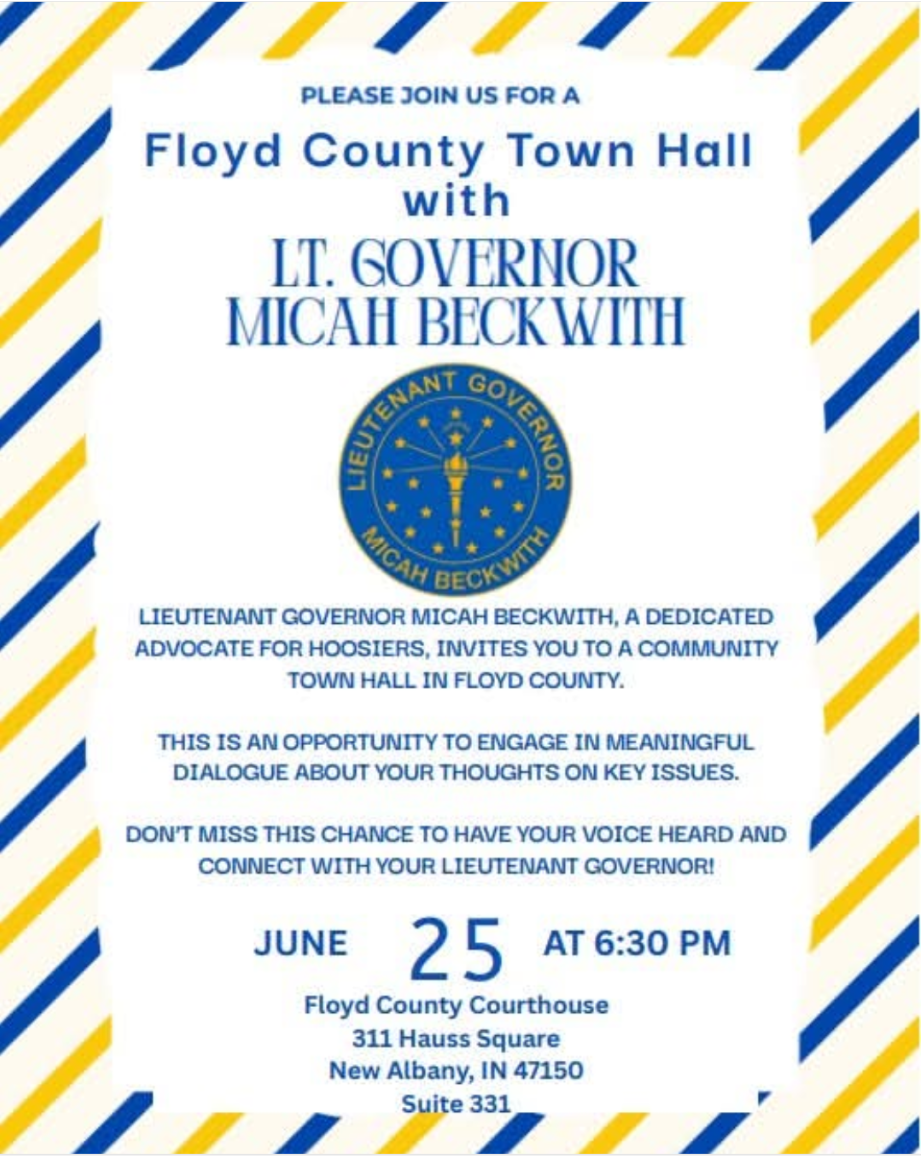 PLEASE JOIN US FOR A
Floyd County Town Hall
with
LT. GOVERNOR
MICAH BECKWITH
LIEUTENANT GOVERNOR
MICAH BECKWITH
LIEUTENANT GOVERNOR MICAH BECKWITH, A DEDICATED
ADVOCATE FOR HOOSIERS, INVITES YOU TO A COMMUNITY
TOWN HALL IN FLOYD COUNTY.
THIS IS AN OPPORTUNITY TO ENGAGE IN MEANINGFUL
DIALOGUE ABOUT YOUR THOUGHTS ON KEY ISSUES.
DON'T MISS THIS CHANCE TO HAVE YOUR VOICE HEARD AND
CONNECT WITH YOUR LIEUTENANT GOVERNOR!
JUNE 25 AT 6:30 PM
Floyd County Courthouse
311 Hauss Square
New Albany, IN 47150
Suite 331